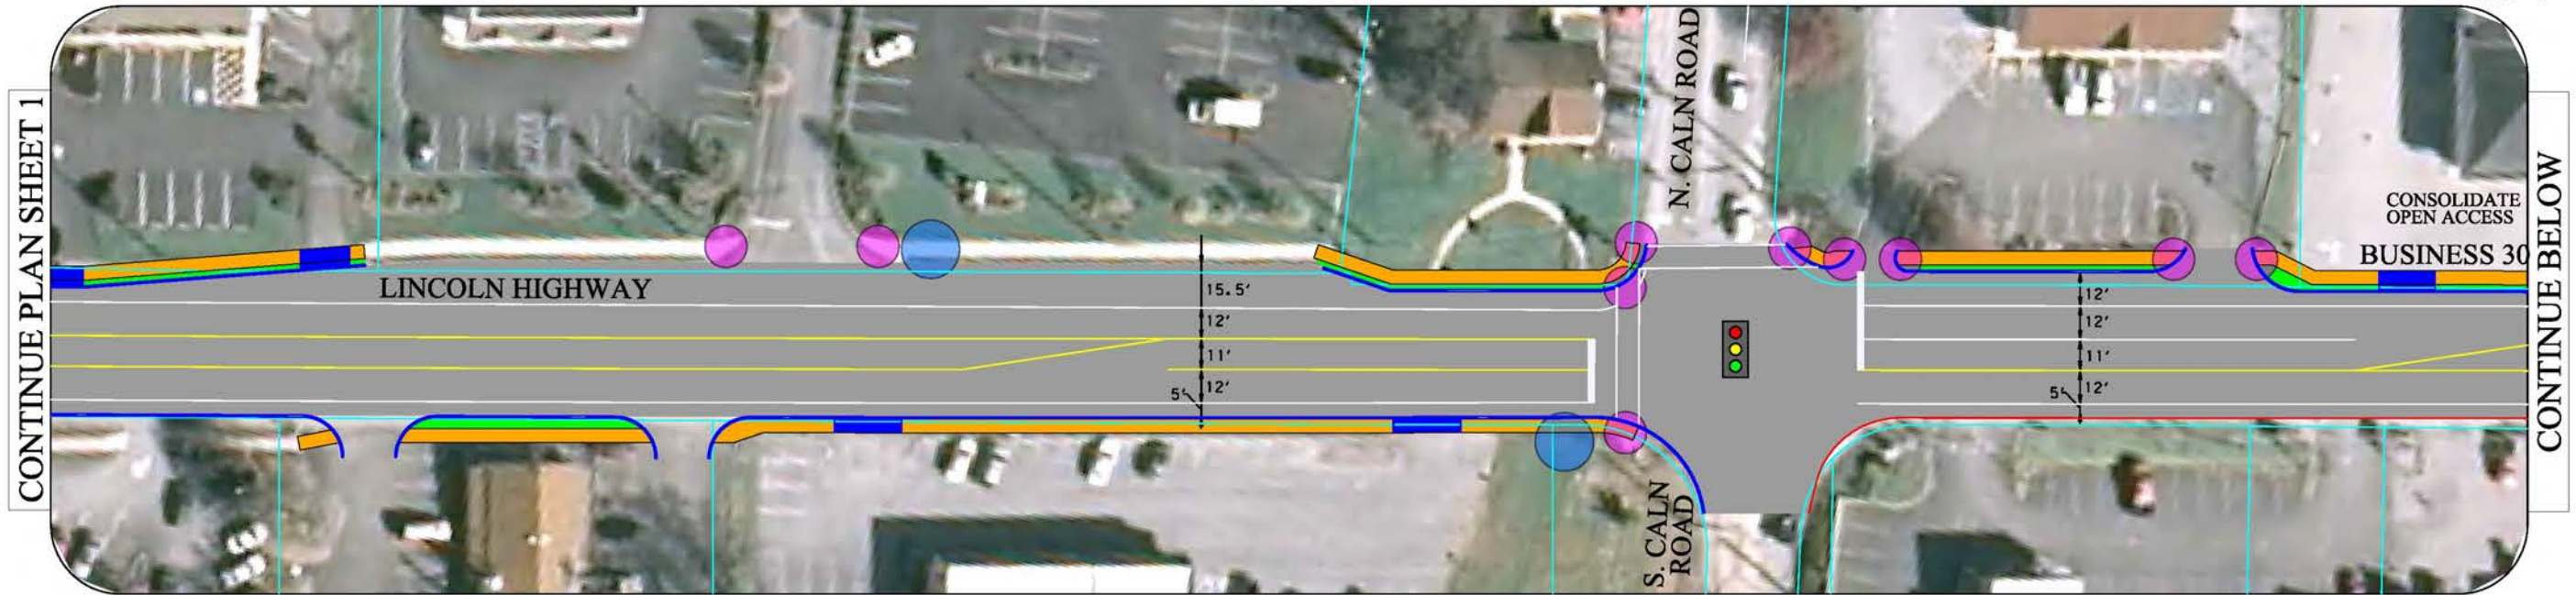 CONTINUE PLAN SHEET 1
LINCOLN HIGHWAY
15.5'
12'
11'
5'
12'
N. CALN ROAD
S. CALN
ROAD
12'
12'
11'
5'
12'
CONSOLIDATE
OPEN ACCESS
BUSINESS 30
CONTINUE BELOW